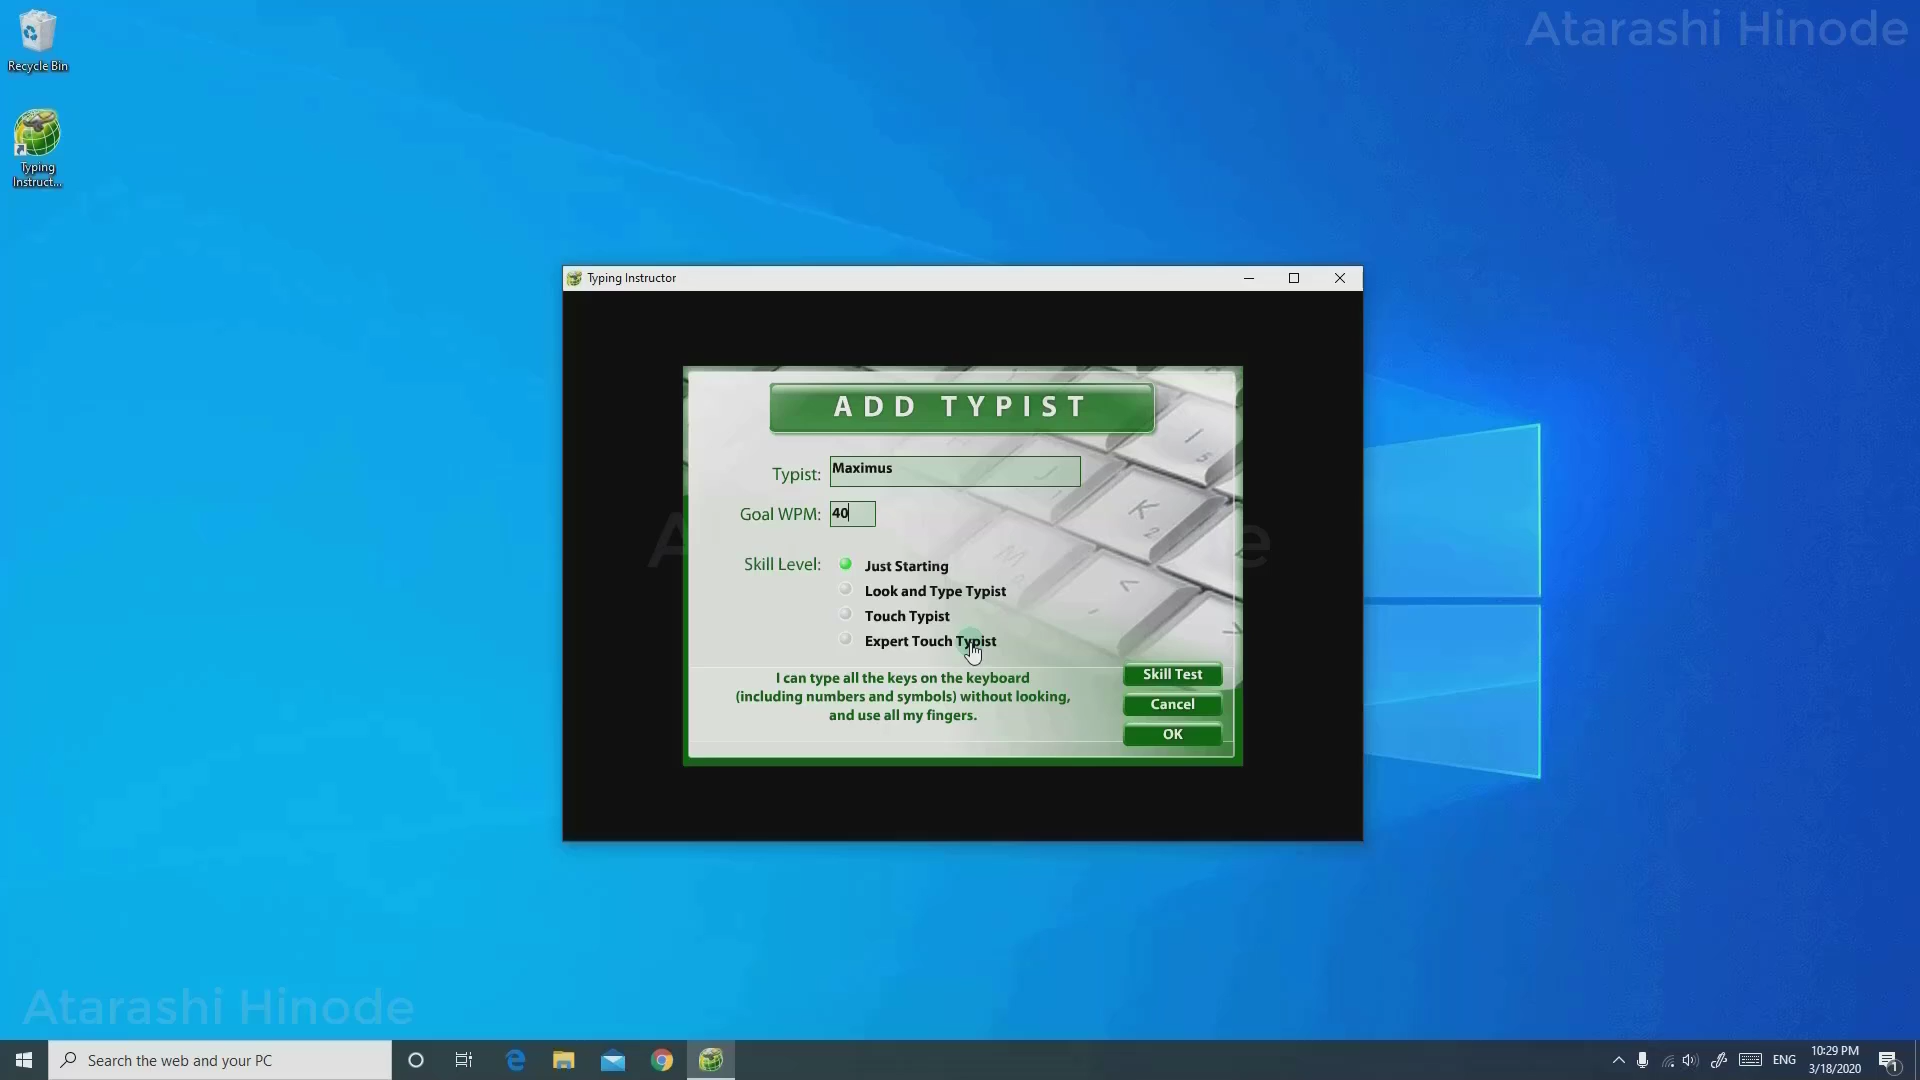 Atarashi Hinode
Recycle Bin
Typing
Instruct...
Typing Instructor
ADD TYPIST
Typist: Maximus
Goal WPM: 40
Skill Level: Just Starting
Look and Type Typist
Touch Typist
Expert Touch Typist
I can type all the keys on the keyboard
(including numbers and symbols) without looking,
and use all my fingers.
Skill Test
Cancel
OK
Atarashi Hinode
Search the web and your PC
ENG
10:29 PM
3/18/2020
1